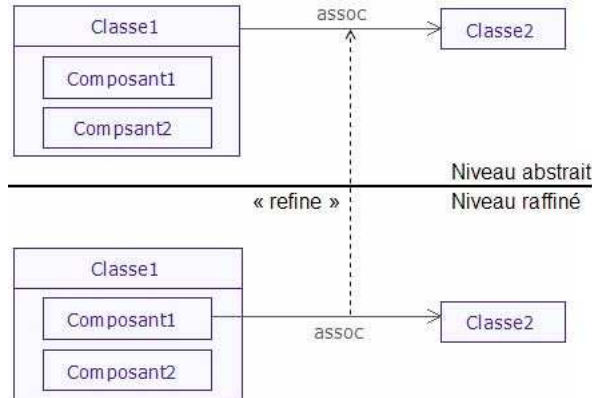 Classe1
assoc
Classe2
Composant1
Compsant2
Niveau abstrait
« refine »
Niveau raffiné
Classe1
Composant1
assoc
Classe2
Composant2